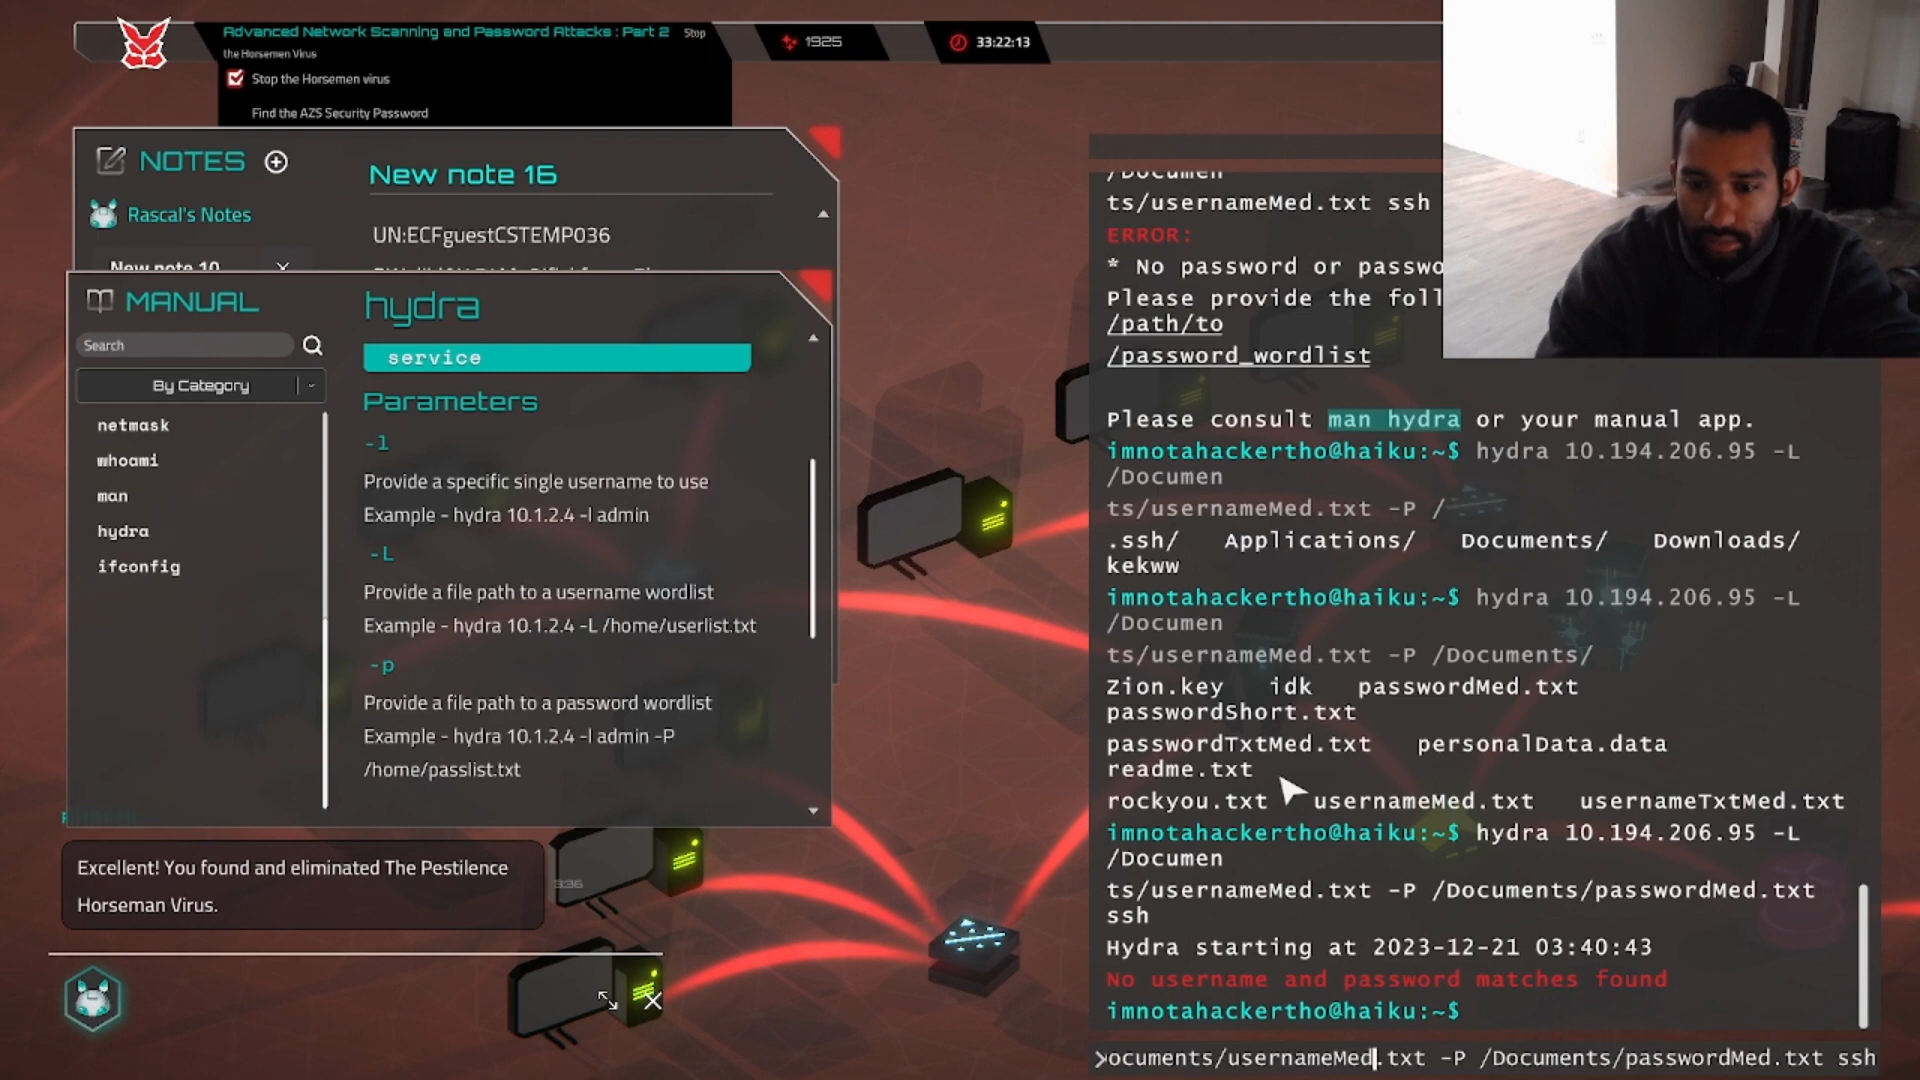 Advanced Network Scanning and Password Attacks : Part 2 Stop
the Horsemen Virus
Stop the Horsemen virus
Find the AZS Security Password
1925
33:22:13
NOTES
Rascal's Notes
New note 10
New note 16
UN:ECFguestCSTEMP036
MANUAL
Search
By Category
netmask
whoami
man
hydra
ifconfig
hydra
service
Parameters
-l
Provide a specific single username to use
Example - hydra 10.1.2.4 -l admin
-L
Provide a file path to a username wordlist
Example - hydra 10.1.2.4 -L /home/userlist.txt
-p
Provide a file path to a password wordlist
Example - hydra 10.1.2.4 -l admin -P
/home/passlist.txt
Excellent! You found and eliminated The Pestilence
Horseman Virus.
3:36
/Documen
ts/usernameMed.txt ssh
ERROR:
* No password or passwo
Please provide the foll
/path/to
/password_wordlist
Please consult man hydra or your manual app.
imnotahackertho@haiku:~$ hydra 10.194.206.95 -L
/Documen
ts/usernameMed.txt -P /
.ssh/ Applications/ Documents/ Downloads/
kekww
imnotahackertho@haiku:~$ hydra 10.194.206.95 -L
/Documen
ts/usernameMed.txt -P /Documents/
Zion.key idk passwordMed.txt
passwordShort.txt
passwordTxtMed.txt personalData.data
readme.txt
rockyou.txt usernameMed.txt usernameTxtMed.txt
imnotahackertho@haiku:~$ hydra 10.194.206.95 -L
/Documen
ts/usernameMed.txt -P /Documents/passwordMed.txt
ssh
Hydra starting at 2023-12-21 03:40:43
No username and password matches found
imnotahackertho@haiku:~$
>ocuments/usernameMed.txt -P /Documents/passwordMed.txt ssh